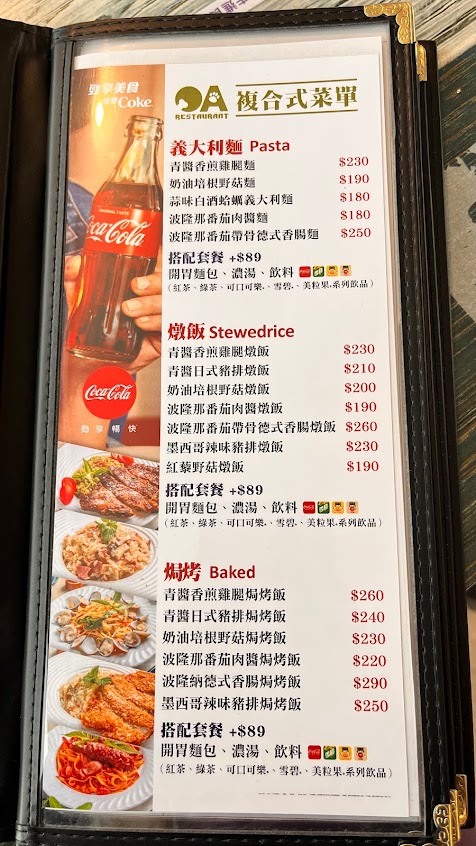 勁享美食
Coke
OA
RESTAURANT
複合式菜單
ORIGINAL TASTE
Coca-Cola
Coca-Cola
勁享暢快
義大利麵 Pasta
青醬香煎雞腿麵 $230
奶油培根野菇麵 $190
蒜味白酒蛤蠣義大利麵 $180
波隆那番茄肉醬麵 $180
波隆那番茄帶骨德式香腸麵 $250
搭配套餐 +$89
開胃麵包、濃湯、飲料
(紅茶、綠茶、可口可樂®、雪碧®、美粒果®系列飲品)
燉飯 Stewedrice
青醬香煎雞腿燉飯 $230
青醬日式豬排燉飯 $210
奶油培根野菇燉飯 $200
波隆那番茄肉醬燉飯 $190
波隆那番茄帶骨德式香腸燉飯 $260
墨西哥辣味豬排燉飯 $230
紅藜野菇燉飯 $190
搭配套餐 +$89
開胃麵包、濃湯、飲料
(紅茶、綠茶、可口可樂®、雪碧®、美粒果®系列飲品)
焗烤 Baked
青醬香煎雞腿焗烤飯 $260
青醬日式豬排焗烤飯 $240
奶油培根野菇焗烤飯 $230
波隆那番茄肉醬焗烤飯 $220
波隆納德式香腸焗烤飯 $290
墨西哥辣味豬排焗烤飯 $250
搭配套餐 +$89
開胃麵包、濃湯、飲料
(紅茶、綠茶、可口可樂®、雪碧®、美粒果®系列飲品)